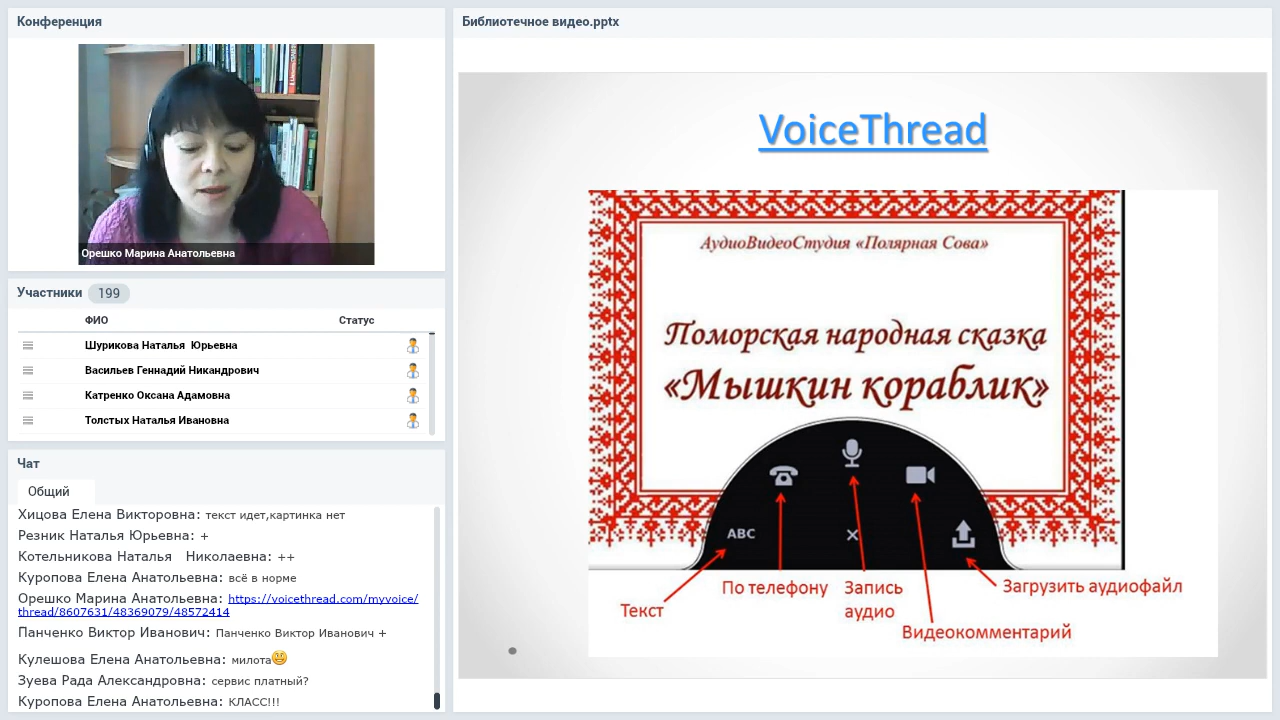 Конференция
Орешко Марина Анатольевна
Участники 199
ФИО Статус
Шурикова Наталья Юрьевна
Васильев Геннадий Никандрович
Катренко Оксана Адамовна
Толстых Наталья Ивановна
Чат
Общий
Хицова Елена Викторовна: текст идет,картинка нет
Резник Наталья Юрьевна: +
Котельникова Наталья Николаевна: ++
Куропова Елена Анатольевна: всё в норме
Орешко Марина Анатольевна: https://voicethread.com/myvoice/
thread/8607631/48369079/48572414
Панченко Виктор Иванович: Панченко Виктор Иванович +
Кулешова Елена Анатольевна: милота
Зуева Рада Александровна: сервис платный?
Куропова Елена Анатольевна: КЛАСС!!!
Библиотечное видео.pptx
VoiceThread
АудиоВидеоСтудия «Полярная Сова»
Поморская народная сказка
«Мышкин кораблик»
ABC
Текст
По телефону
Запись
аудио
Видеокомментарий
Загрузить аудиофайл